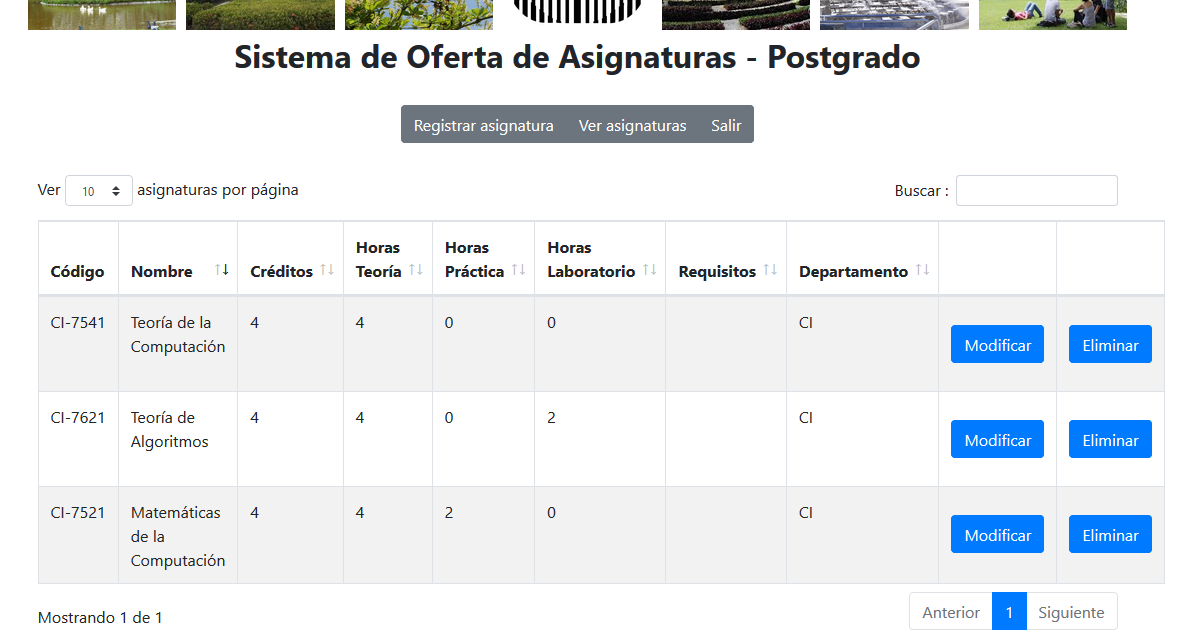 Sistema de Oferta de Asignaturas - Postgrado
Registrar asignatura Ver asignaturas Salir
Ver 10 asignaturas por página Buscar :
Código Nombre Créditos Horas Teoría Horas Práctica Horas Laboratorio Requisitos Departamento
CI-7541 Teoría de la Computación 4 4 0 0 CI Modificar Eliminar
CI-7621 Teoría de Algoritmos 4 4 0 2 CI Modificar Eliminar
CI-7521 Matemáticas de la Computación 4 4 2 0 CI Modificar Eliminar
Mostrando 1 de 1 Anterior 1 Siguiente